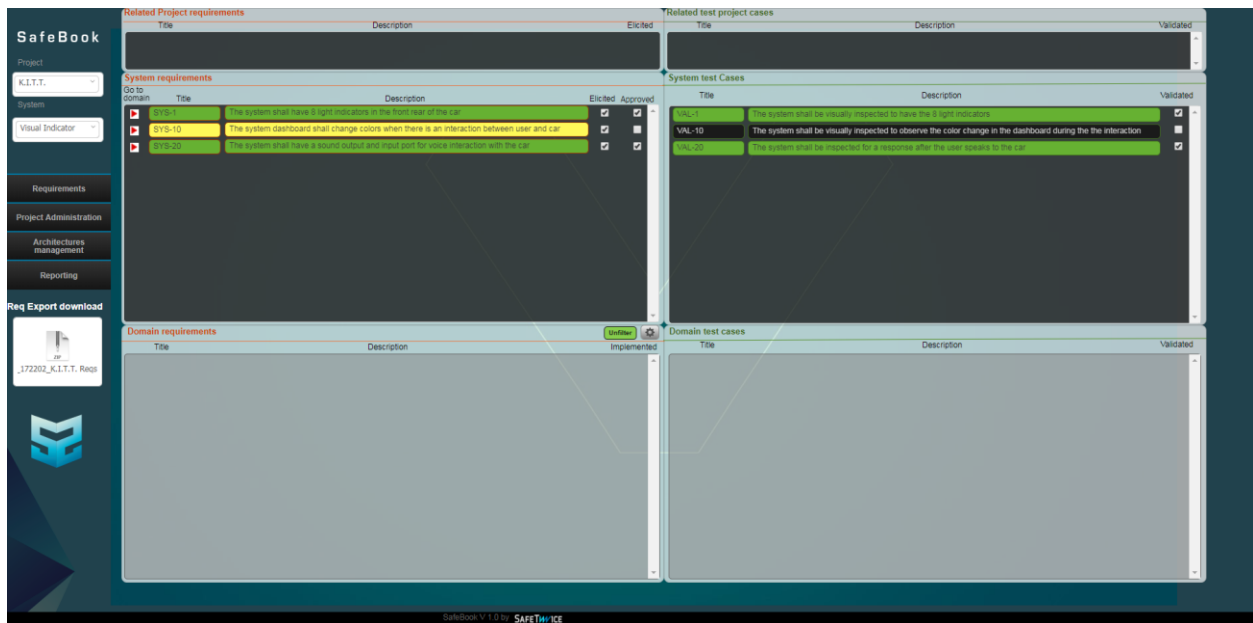 SafeBook
Project
K.I.T.T.
System
Visual Indicator
Requirements
Project Administration
Architectures
management
Reporting
Req Export download
ZIP
_172202_K.I.T.T. Reqs
Related Project requirements
Title Description Elicited
Related test project cases
Title Description Validated
System requirements
Go to
domain Title Description Elicited Approved
SYS-1 The system shall have 8 light indicators in the front rear of the car
SYS-10 The system dashboard shall change colors when there is an interaction between user and car
SYS-20 The system shall have a sound output and input port for voice interaction with the car
System test Cases
Title Description Validated
VAL-1 The system shall be visually inspected to have the 8 light indicators
VAL-10 The system shall be visually inspected to observe the color change in the dashboard during the the interaction
VAL-20 The system shall be inspected for a response after the user speaks to the car
Domain requirements Unfilter
Title Description Implemented
Domain test cases
Title Description Validated
SafeBook V 1.0 by SAFETWICE